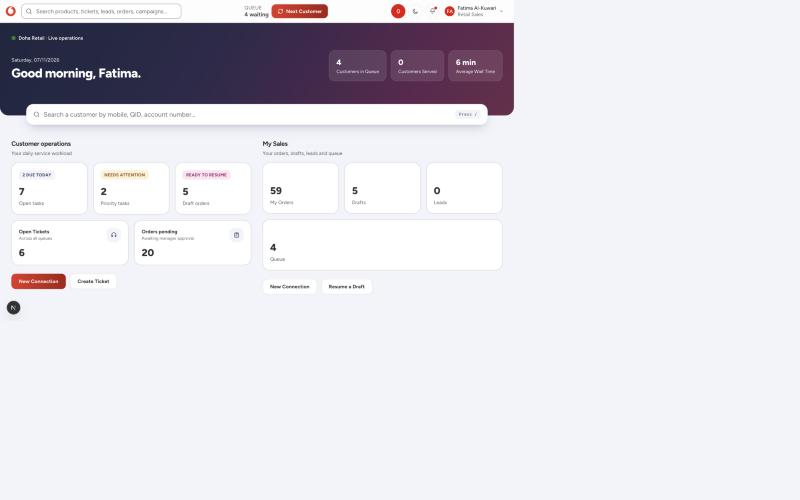 Search products, tickets, leads, orders, campaigns...
QUEUE
4 waiting
Next Customer
0
FA
Fatima Al-Kuwari
Retail Sales
Doha Retail · Live operations
Saturday, 07/11/2026
Good morning, Fatima.
4
Customers in Queue
0
Customers Served
6 min
Average Wait Time
Search a customer by mobile, QID, account number...
Press /
Customer operations
Your daily service workload
2 DUE TODAY
7
Open tasks
NEEDS ATTENTION
2
Priority tasks
READY TO RESUME
5
Draft orders
Open Tickets
Across all queues
6
Orders pending
Awaiting manager approval
20
New Connection
Create Ticket
My Sales
Your orders, drafts, leads and queue
59
My Orders
5
Drafts
0
Leads
4
Queue
New Connection
Resume a Draft
N